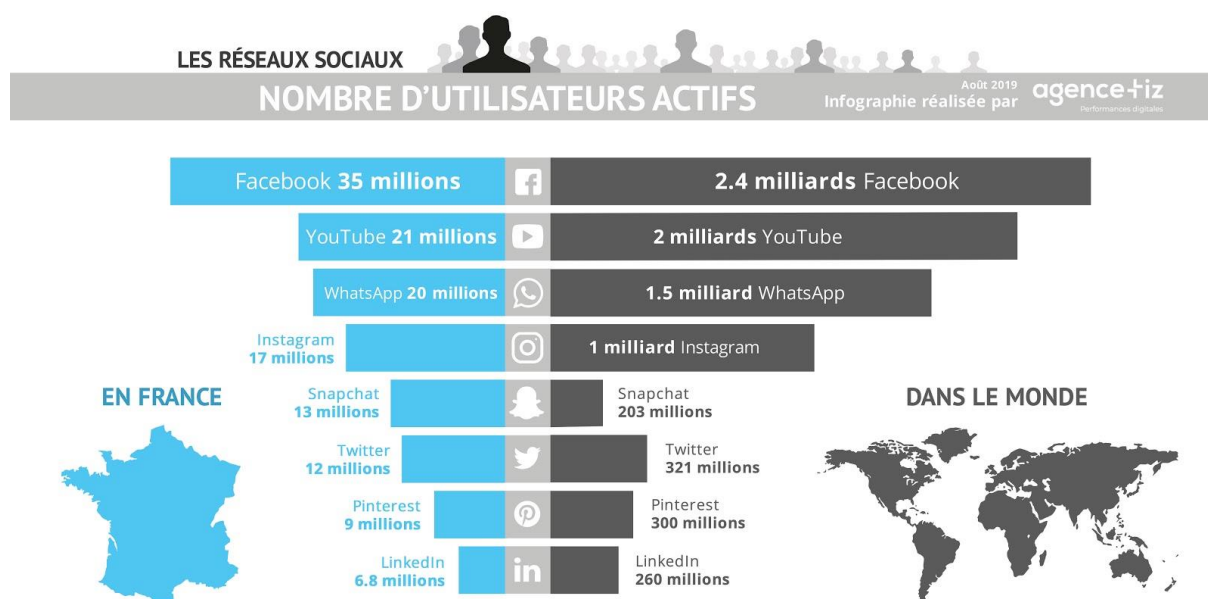 LES RÉSEAUX SOCIAUX
NOMBRE D'UTILISATEURS ACTIFS
Août 2019
Infographie réalisée par
agence tiz
Performances digitales
Facebook 35 millions
2.4 milliards Facebook
YouTube 21 millions
2 milliards YouTube
WhatsApp 20 millions
1.5 milliard WhatsApp
Instagram
17 millions
1 milliard Instagram
EN FRANCE
Snapchat
13 millions
Snapchat
203 millions
DANS LE MONDE
Twitter
12 millions
Twitter
321 millions
Pinterest
9 millions
Pinterest
300 millions
LinkedIn
6.8 millions
in
LinkedIn
260 millions